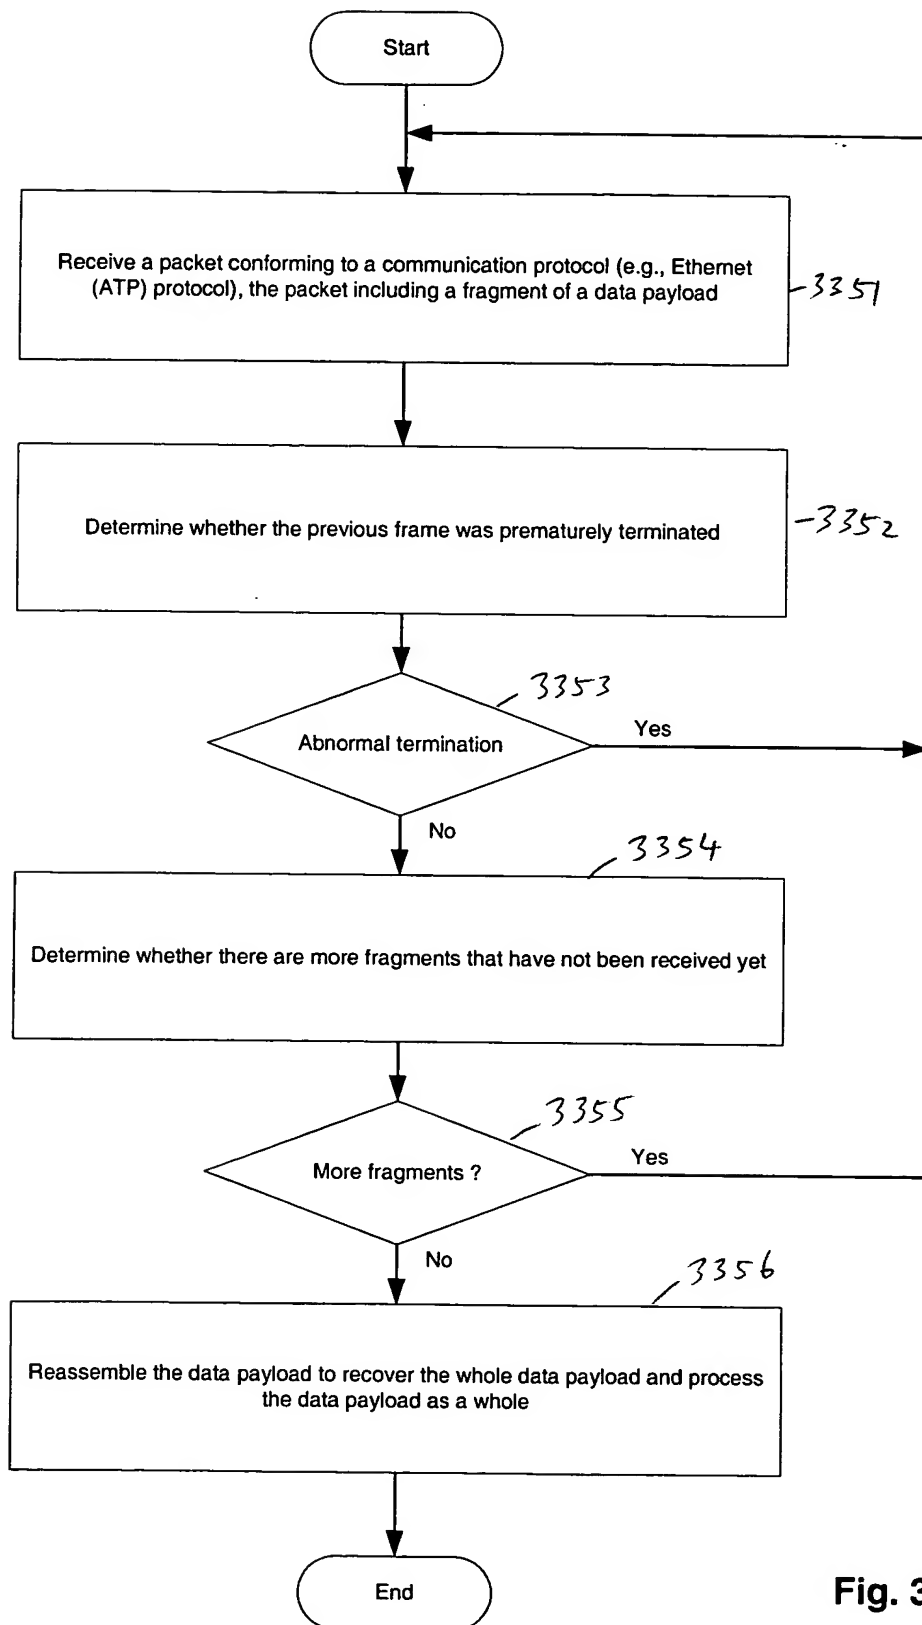 Start
Receive a packet conforming to a communication protocol (e.g., Ethernet
(ATP) protocol), the packet including a fragment of a data payload
3351
Determine whether the previous frame was prematurely terminated
3352
3353
Abnormal termination
Yes
No
3354
Determine whether there are more fragments that have not been received yet
3355
More fragments ?
Yes
No
3356
Reassemble the data payload to recover the whole data payload and process
the data payload as a whole
End
Fig. 3